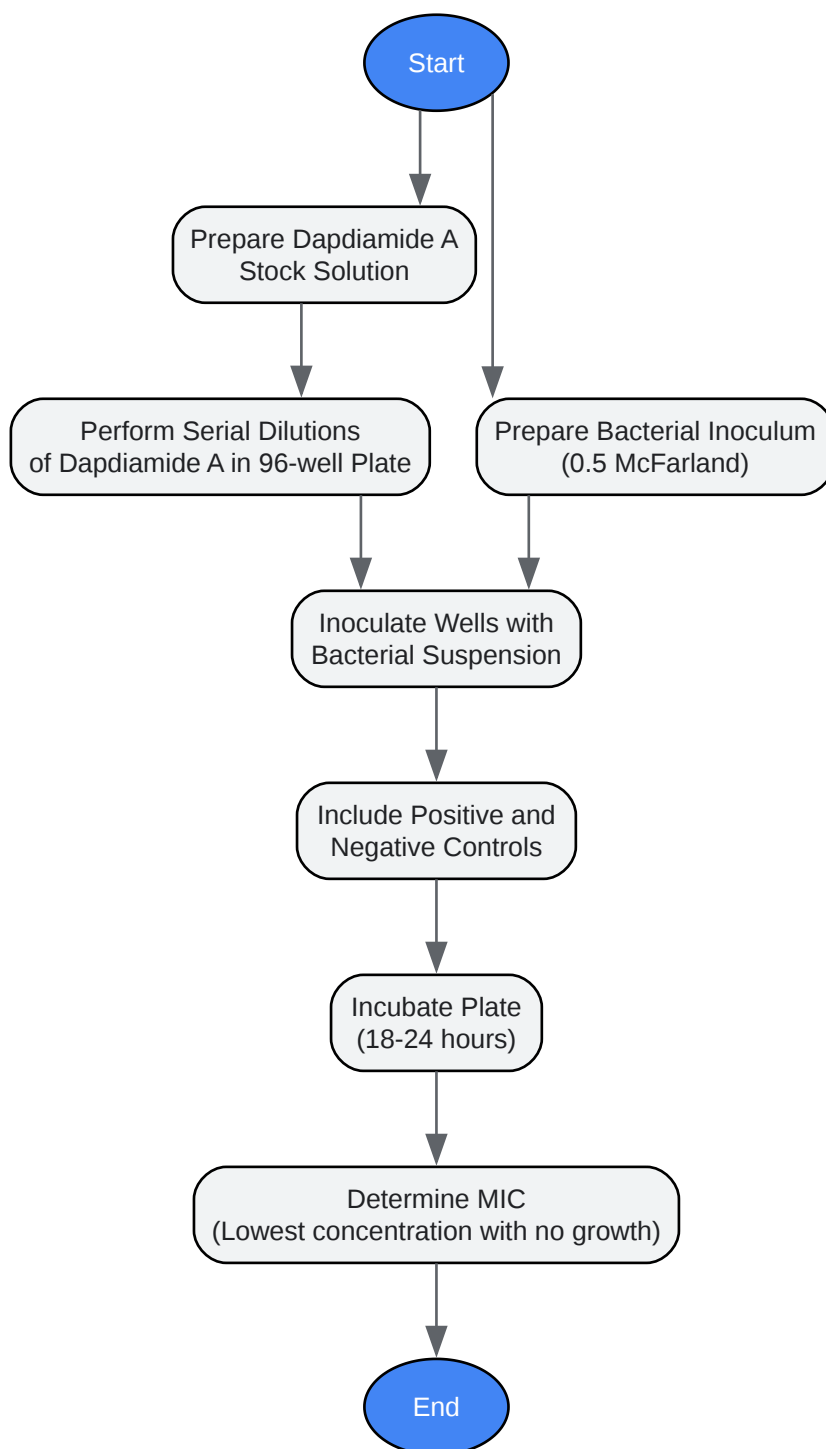 Start
Prepare Dapdiamide A
Stock Solution
Perform Serial Dilutions
of Dapdiamide A in 96-well Plate
Prepare Bacterial Inoculum
(0.5 McFarland)
Inoculate Wells with
Bacterial Suspension
Include Positive and
Negative Controls
Incubate Plate
(18-24 hours)
Determine MIC
(Lowest concentration with no growth)
End